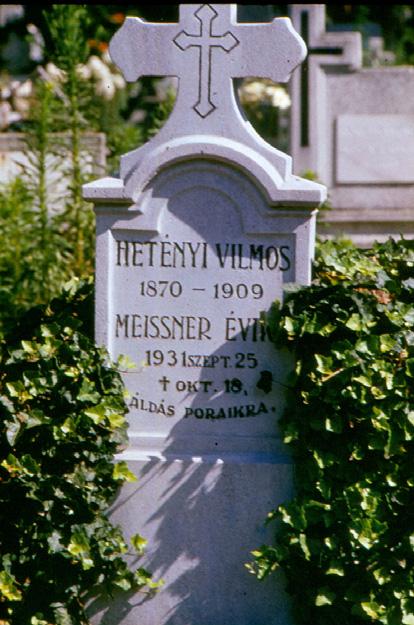 HETÉNYI VILMOS
1870 – 1909
MEISSNER
1931 SZEPT. 25
† OKT. 18.
ÁLDÁS PORAIKRA.